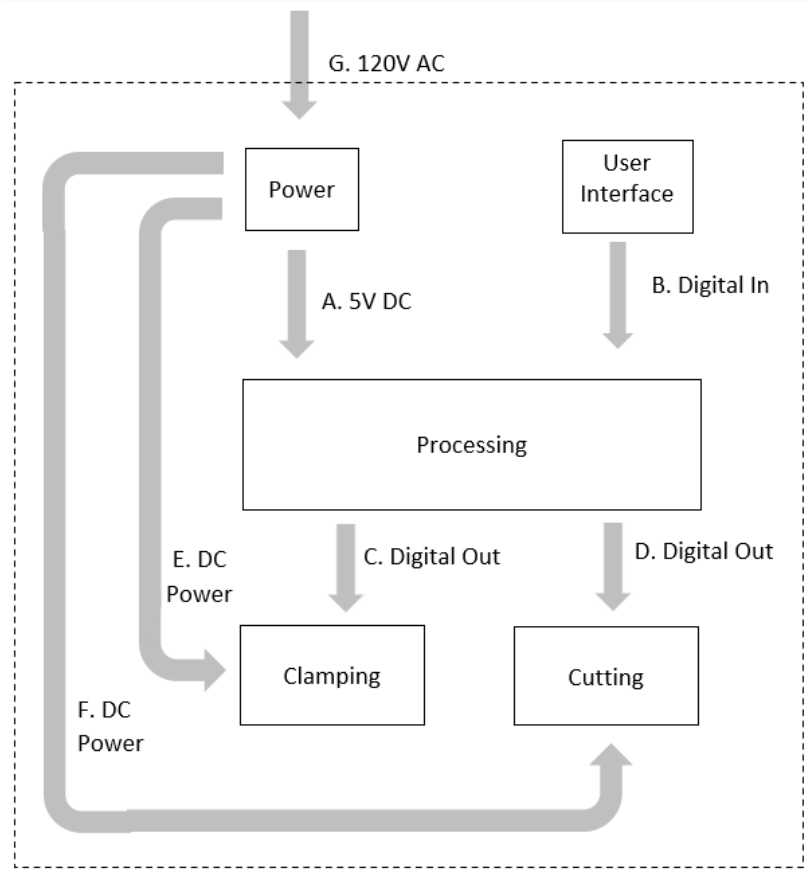 G. 120V AC
Power
User
Interface
A. 5V DC
B. Digital In
Processing
E. DC
Power
C. Digital Out
D. Digital Out
Clamping
Cutting
F. DC
Power